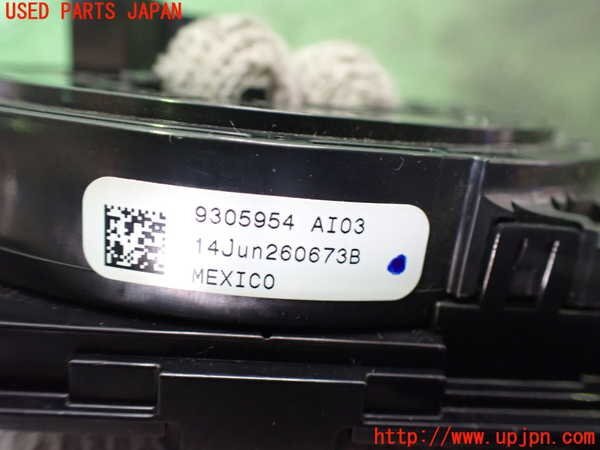 USED PARTS JAPAN
9305954 AI03
14Jun260673B
MEXICO
http://www.upjpn.com/